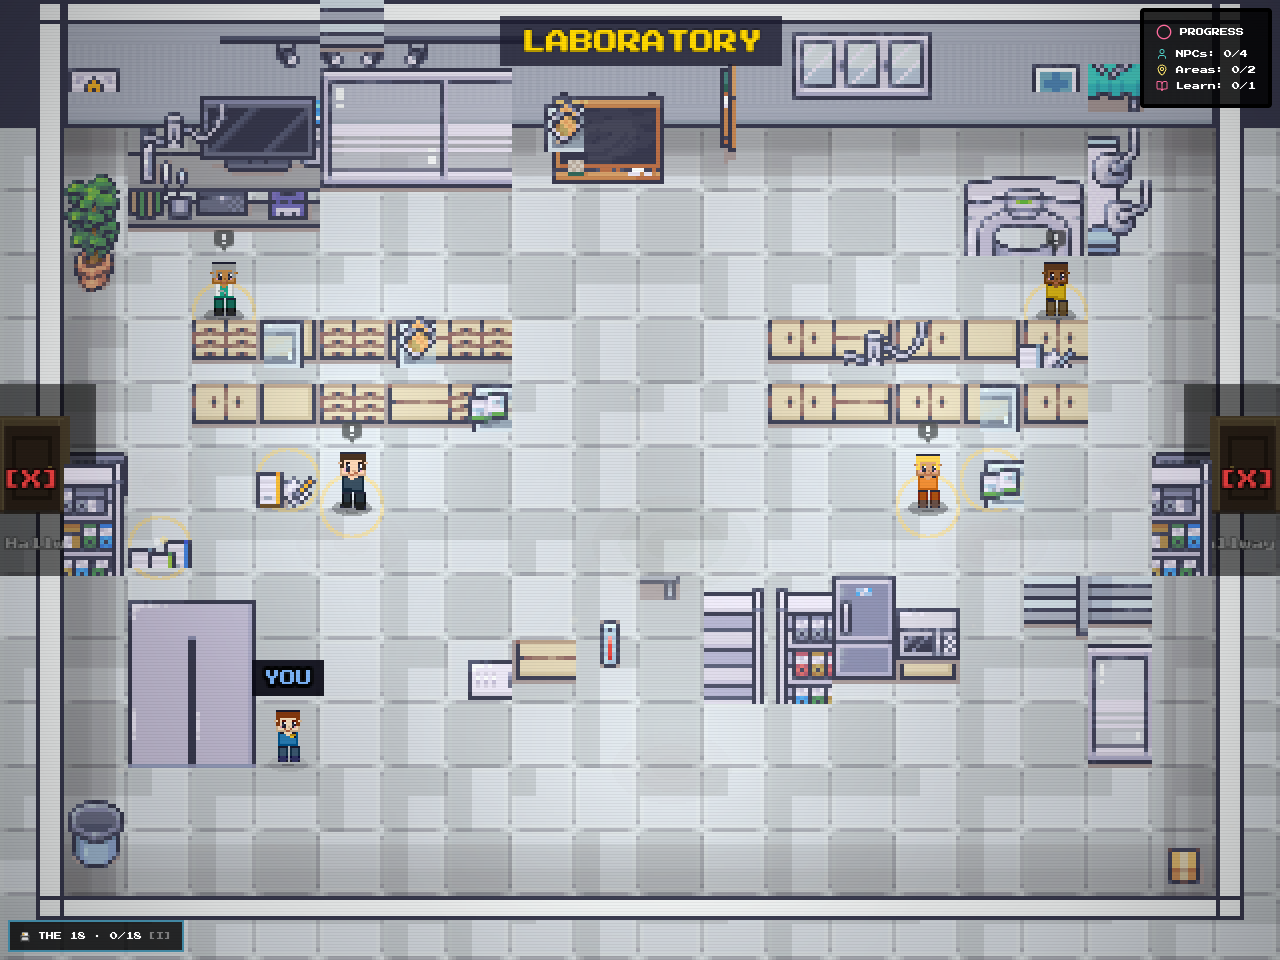 LABORATORY
PROGRESS
NPCs: 0/4
Areas: 0/2
Learn: 0/1
[X]
[X]
YOU
THE 18 · 0/18 [I]